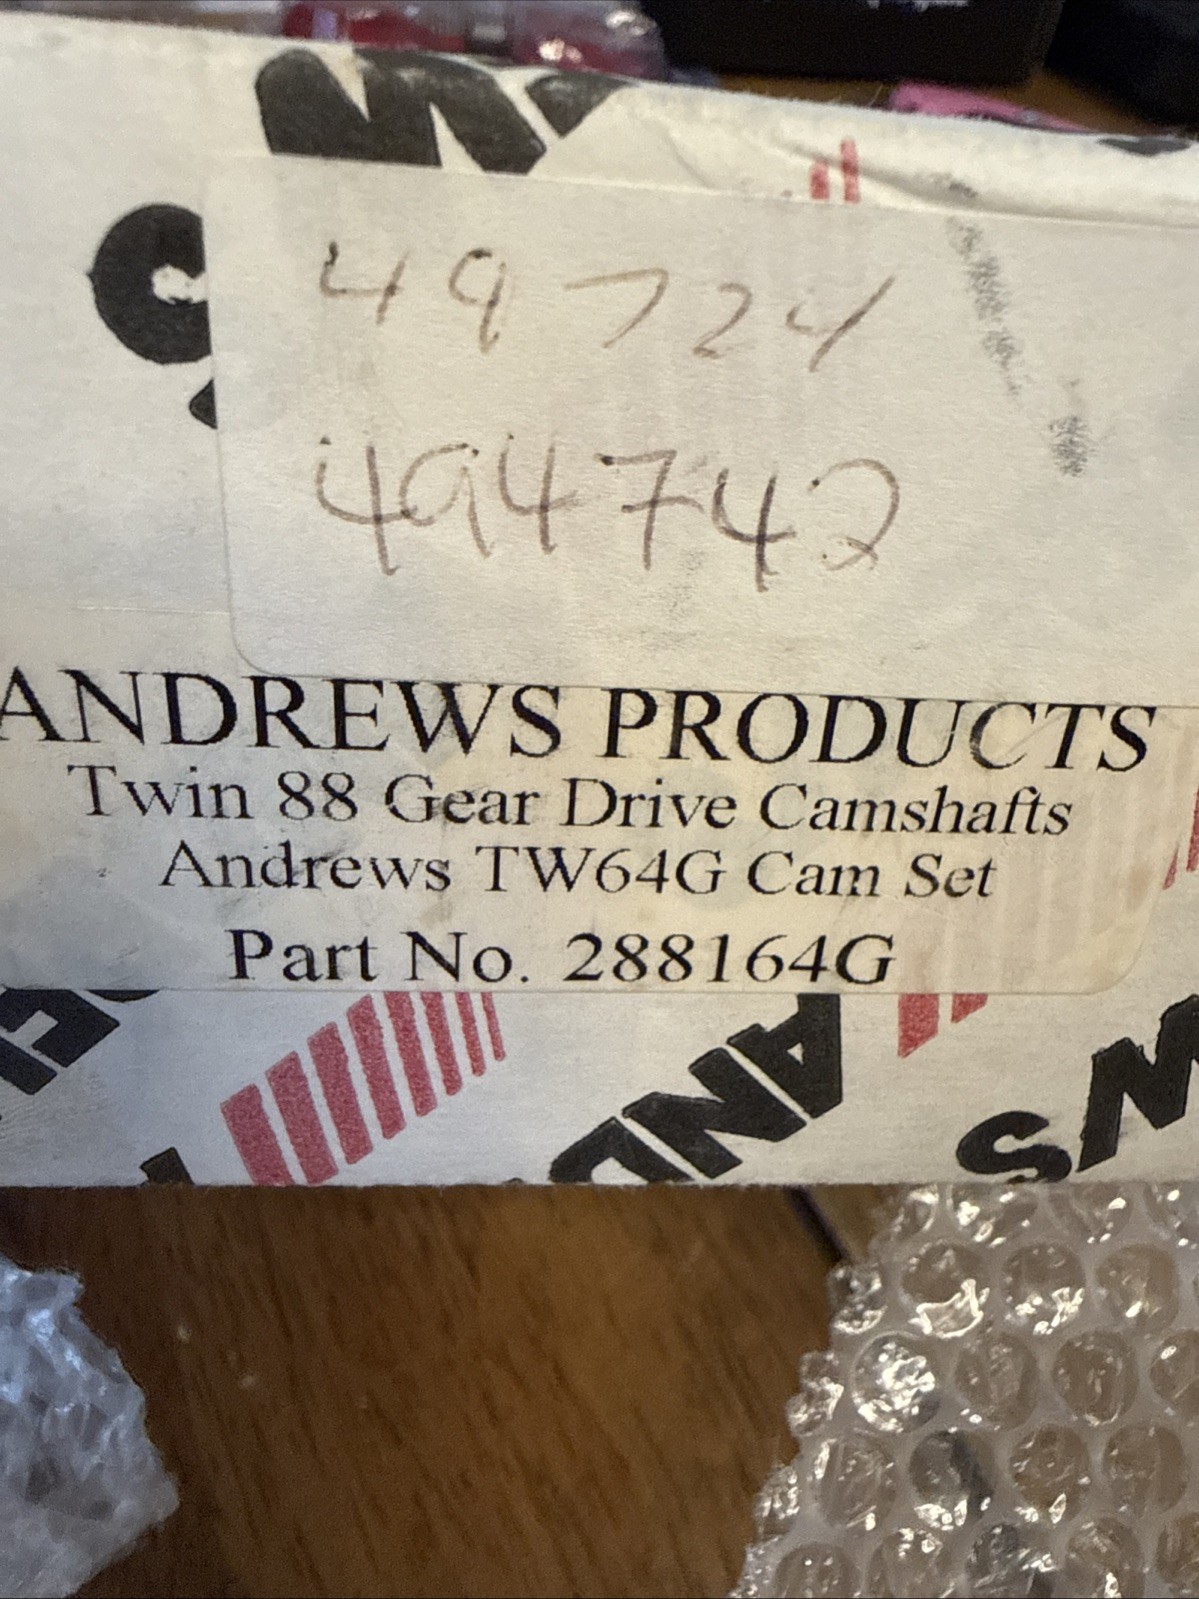 49724
494742
ANDREWS PRODUCTS
Twin 88 Gear Drive Camshafts
Andrews TW64G Cam Set
Part No. 288164G